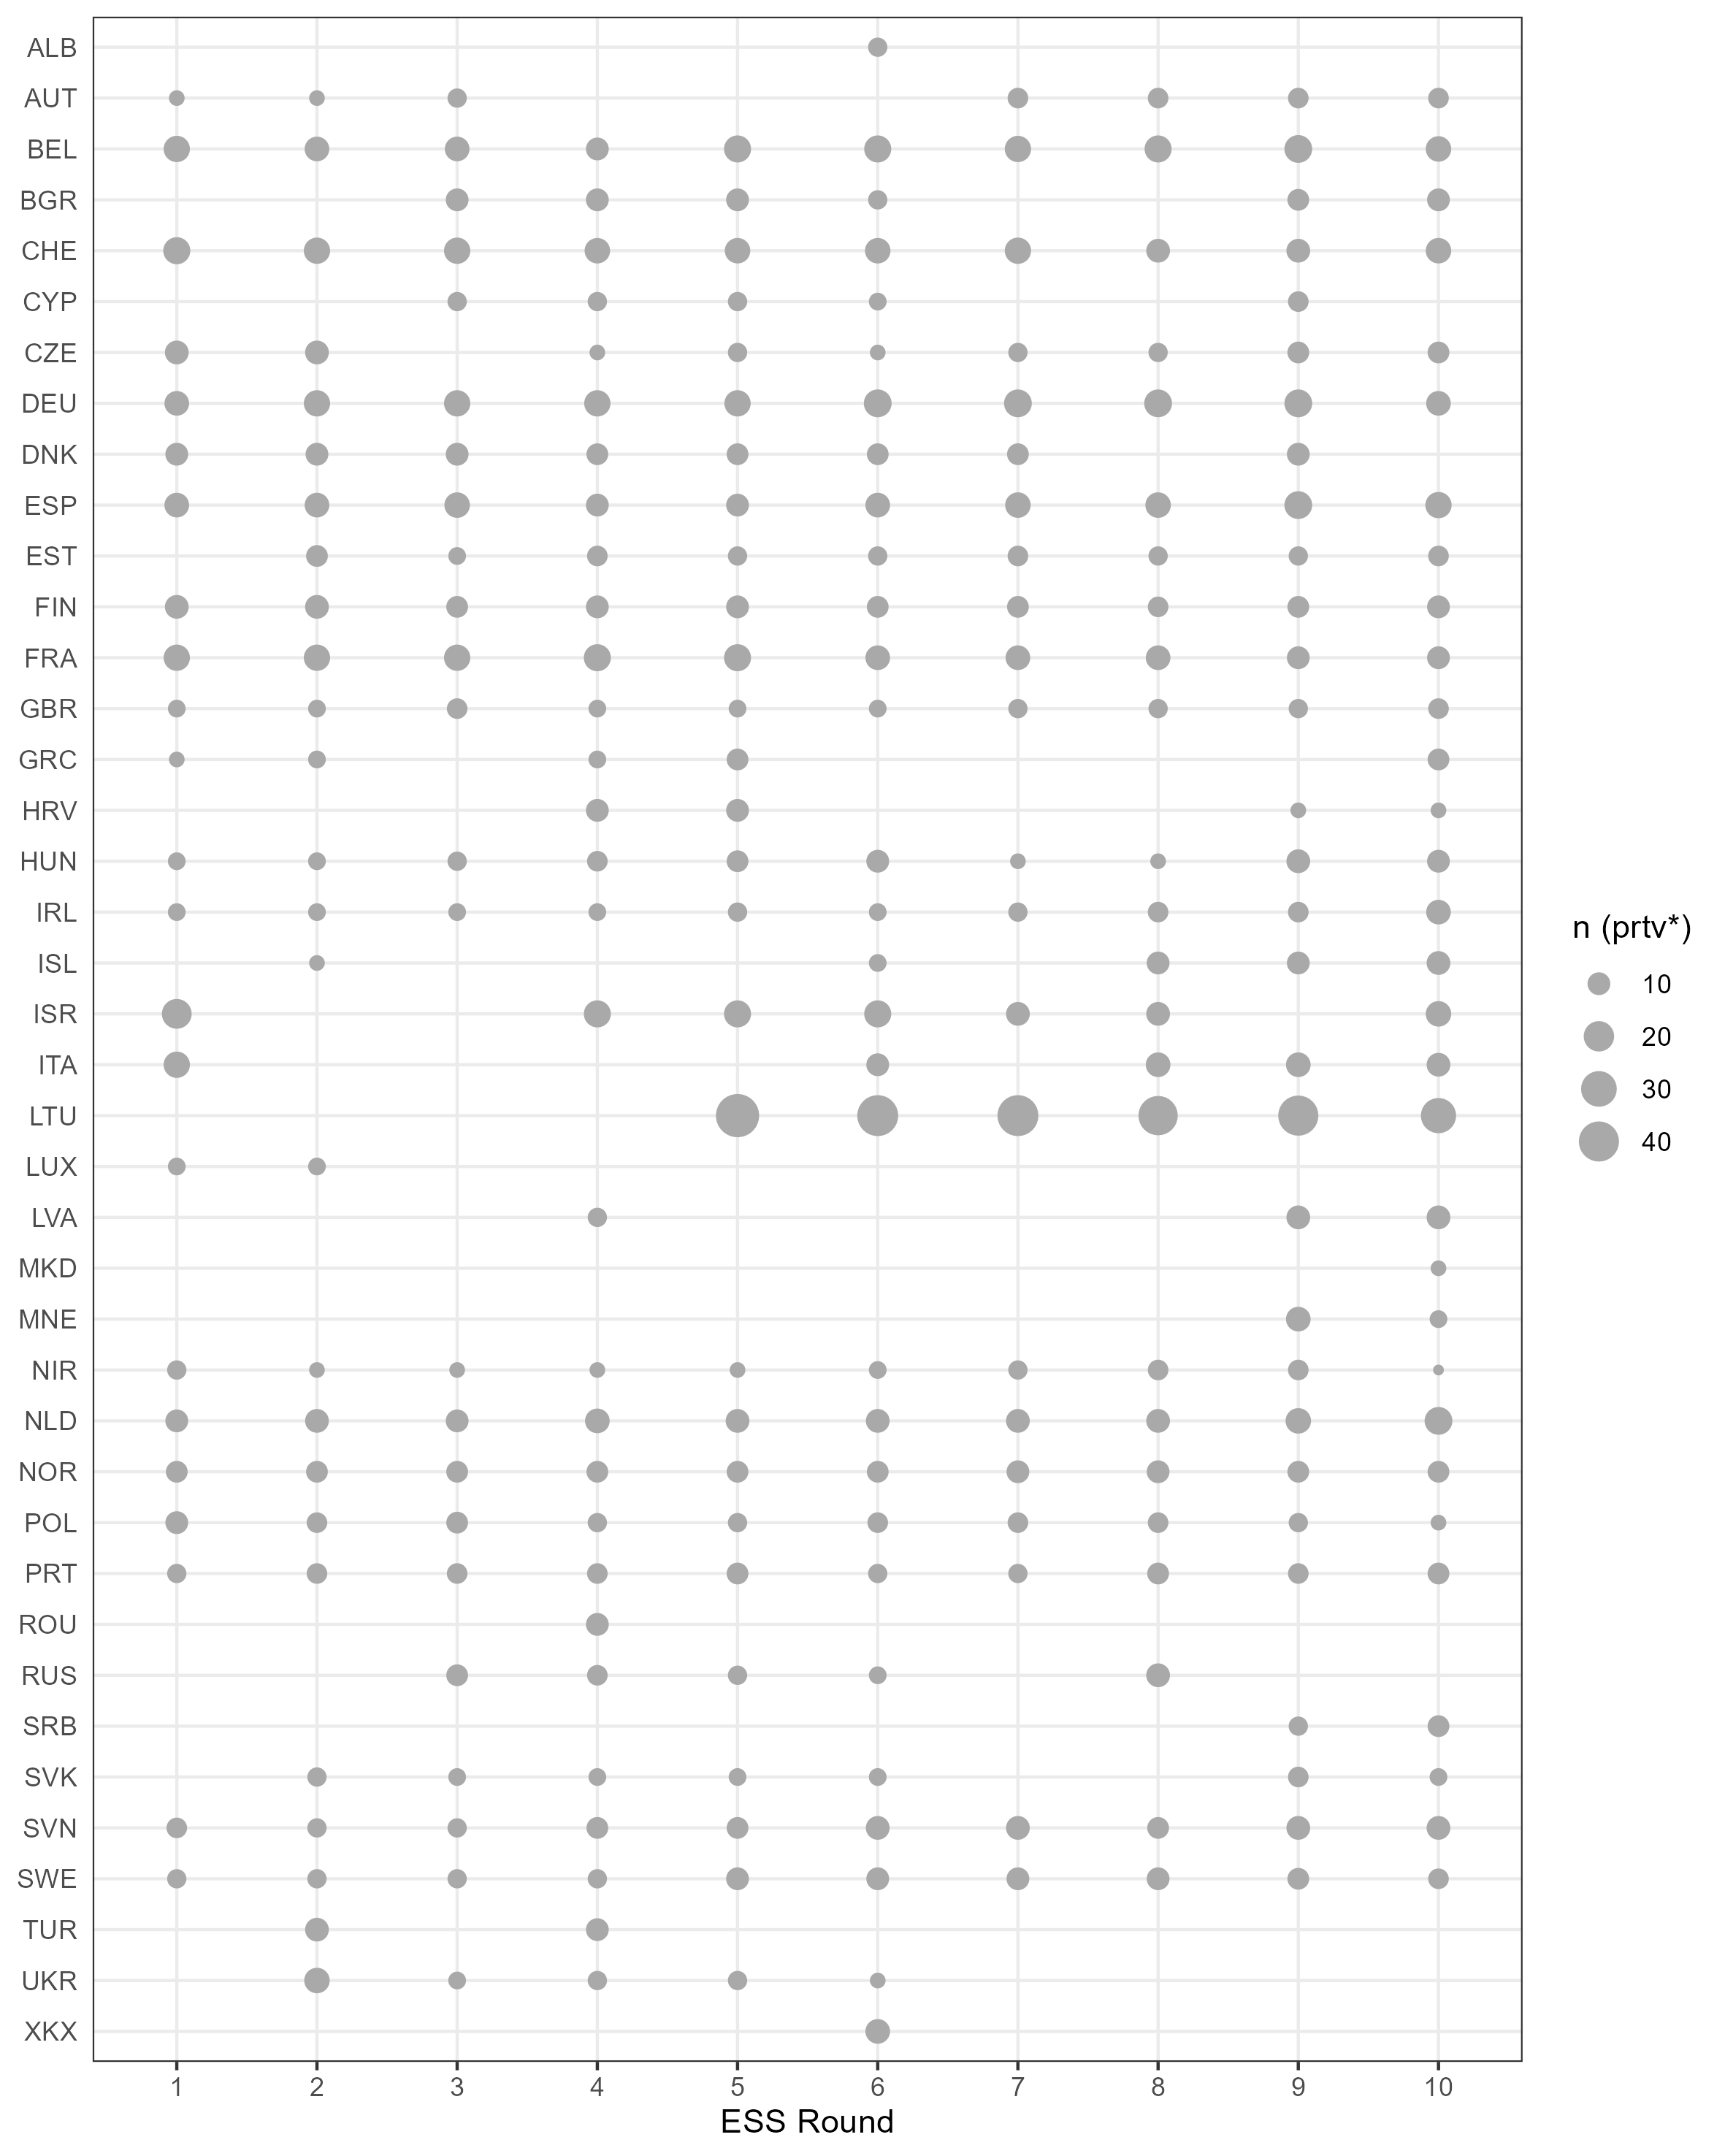 ALB
AUT
BEL
BGR
CHE
CYP
CZE
DEU
DNK
ESP
EST
FIN
FRA
GBR
GRC
HRV
HUN
IRL
ISL
ISR
ITA
LTU
LUX
LVA
MKD
MNE
NIR
NLD
NOR
POL
PRT
ROU
RUS
SRB
SVK
SVN
SWE
TUR
UKR
XKX
1 2 3 4 5 6 7 8 9 10
ESS Round
n (prtv*)
10
20
30
40